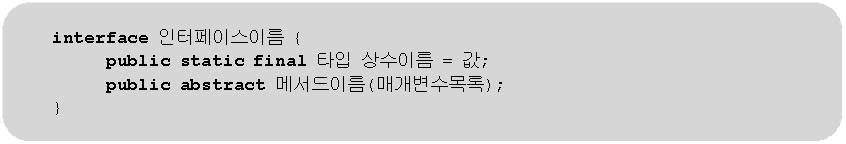 interface 인터페이스이름 {
public static final 타입 상수이름 = 값;
public abstract 메서드이름(매개변수목록);
}